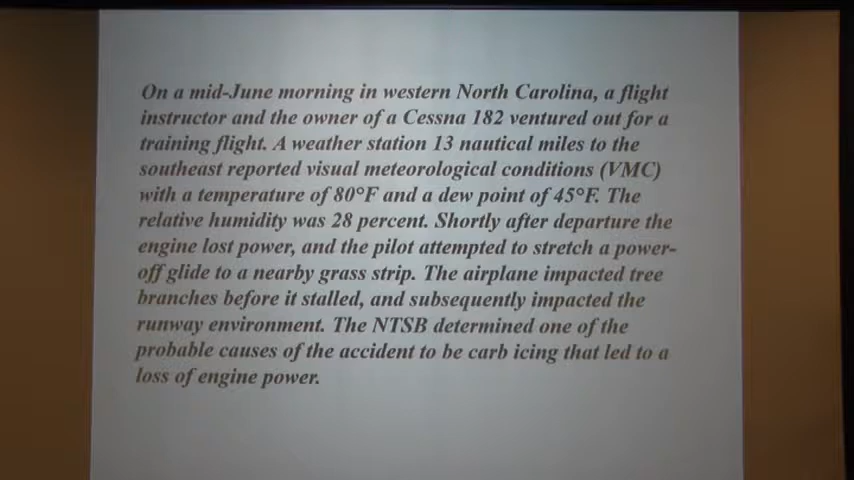 On a mid-June morning in western North Carolina, a flight
instructor and the owner of a Cessna 182 ventured out for a
training flight. A weather station 13 nautical miles to the
southeast reported visual meteorological conditions (VMC)
with a temperature of 80°F and a dew point of 45°F. The
relative humidity was 28 percent. Shortly after departure the
engine lost power, and the pilot attempted to stretch a power-
off glide to a nearby grass strip. The airplane impacted tree
branches before it stalled, and subsequently impacted the
runway environment. The NTSB determined one of the
probable causes of the accident to be carb icing that led to a
loss of engine power.